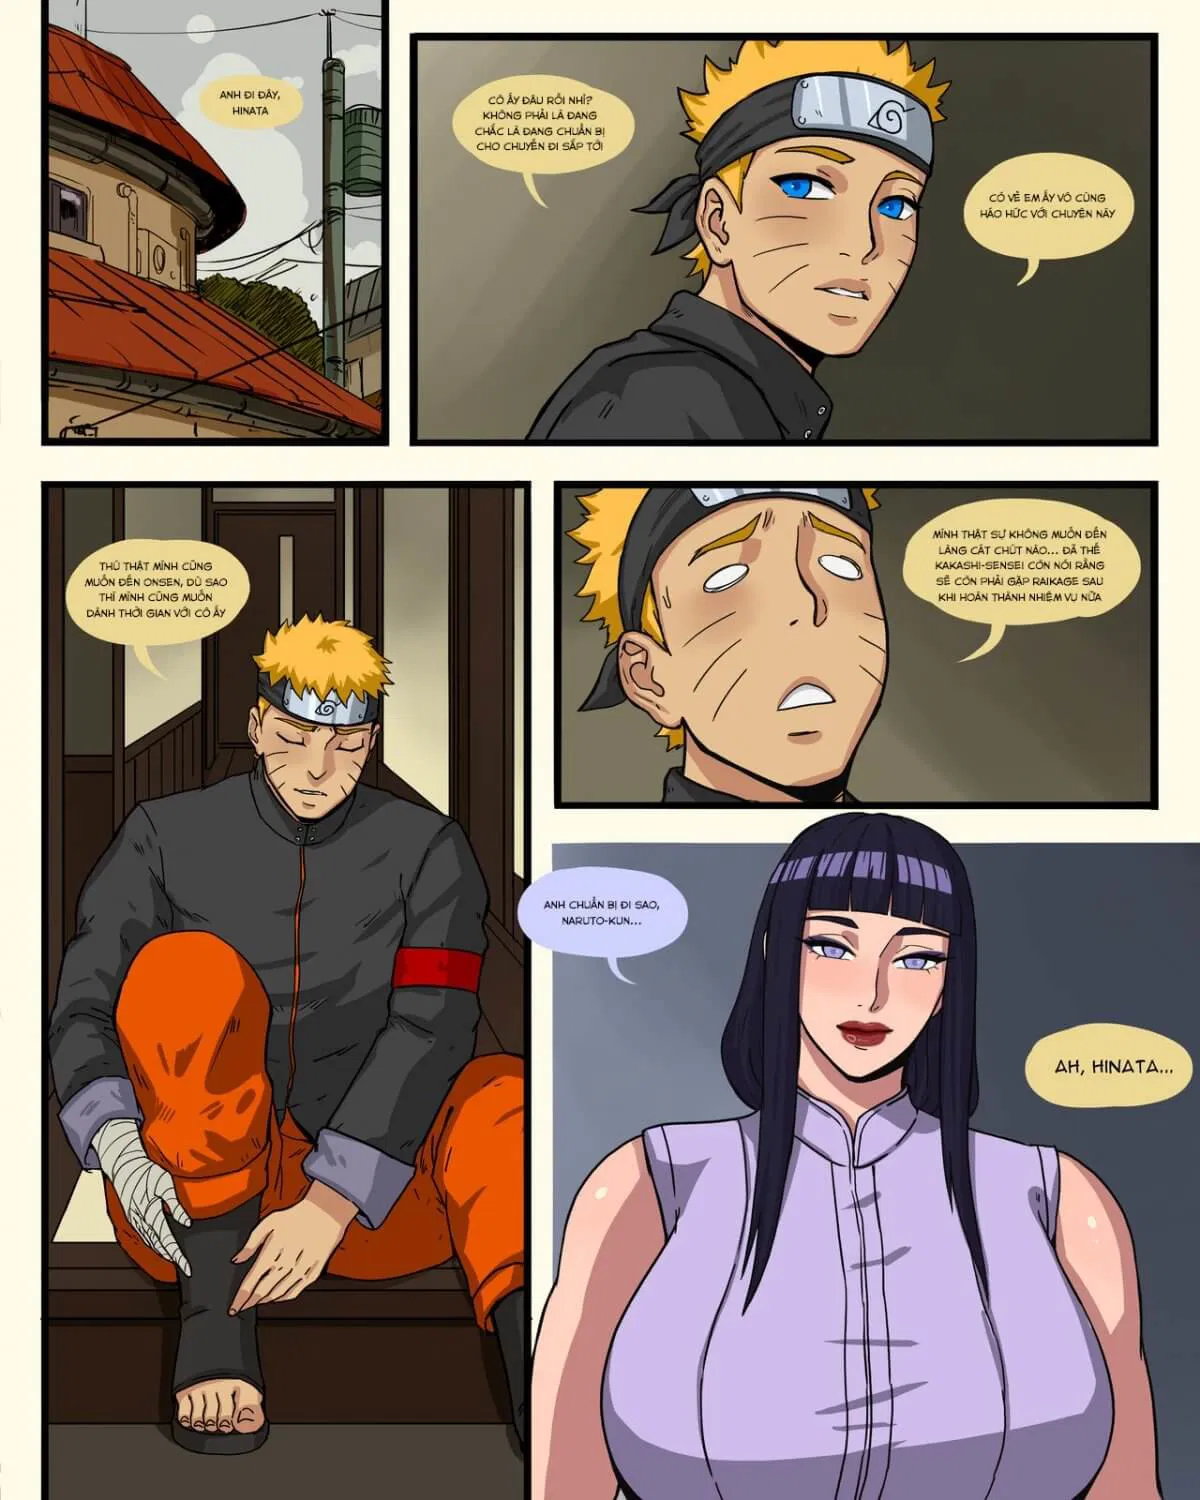 ANH ĐI ĐÂY,
HINATA
CÔ ẤY ĐÂU RỒI NHỈ?
KHÔNG PHẢI LÀ ĐANG
CHẮC LÀ ĐANG CHUẨN BỊ
CHO CHUYẾN ĐI SẮP TỚI
CÓ VẺ EM ẤY VÔ CÙNG
HÁO HỨC VỚI CHUYỆN NÀY
THÚ THẬT MÌNH CŨNG
MUỐN ĐẾN ONSEN, DÙ SAO
THÌ MÌNH CŨNG MUỐN
DÀNH THỜI GIAN VỚI CÔ ẤY
MÌNH THẬT SỰ KHÔNG MUỐN ĐẾN
LÀNG CÁT CHÚT NÀO... ĐÃ THẾ
KAKASHI-SENSEI CÒN NÓI RẰNG
SẼ CÒN PHẢI GẶP RAIKAGE SAU
KHI HOÀN THÀNH NHIỆM VỤ NỮA
ANH CHUẨN BỊ ĐI SAO,
NARUTO-KUN...
AH, HINATA...